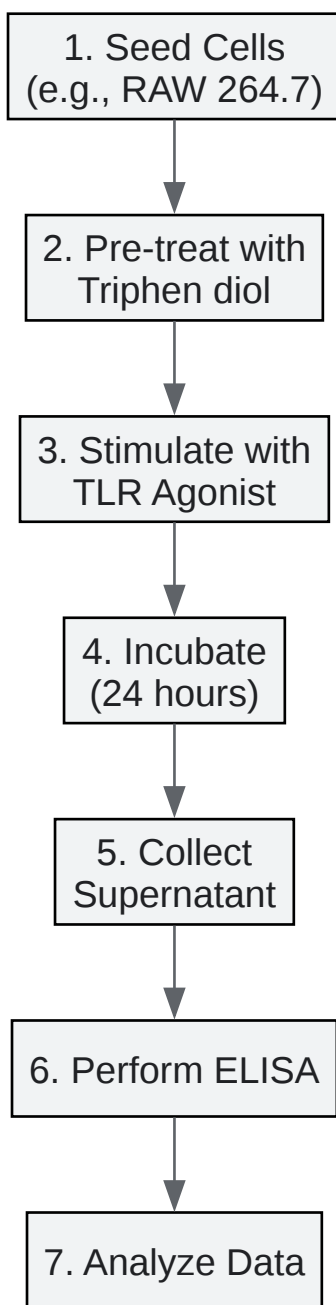 1. Seed Cells
(e.g., RAW 264.7)
2. Pre-treat with
Triphen diol
3. Stimulate with
TLR Agonist
4. Incubate
(24 hours)
5. Collect
Supernatant
6. Perform ELISA
7. Analyze Data